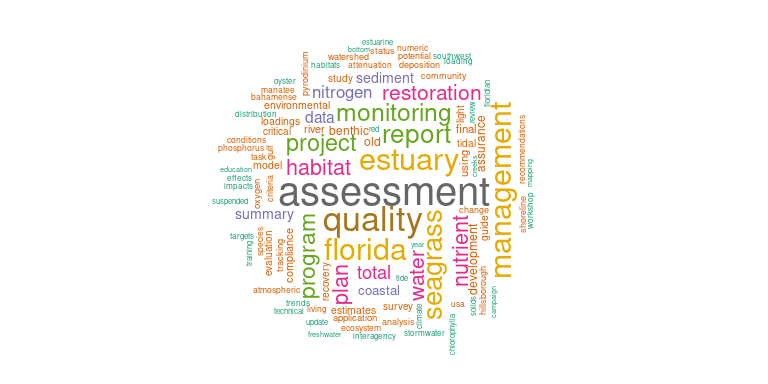 estuarine
bottom
status
numeric
watershed
potential
southwest
habitats
attenuation
deposition
loading
pyrodinium
oyster
study
sediment
community
floridian
manatee
nitrogen
restoration
bahamense
environmental
distribution
data
monitoring
light
review
loadings
critical
river
benthic
red
report
final
assurance
recommendations
conditions
project
old
tidal
phosphorus
task
gulf
estuary
using
creeks
mapping
education
model
habitat
effects
impacts
oxygen
criteria
assessment
management
suspended
summary
quality
change
shoreline
workshop
targets
training
species
evaluation
tracking
compliance
program
florida
year
seagrass
nutrient
development
guide
atmospheric
recovery
plan
total
water
tide
coastal
hillsborough
trends
living
technical
estimates
survey
usa
solids
campaign
update
application
analysis
climate
freshwater
ecosystem
interagency
stormwater
chlorophylla